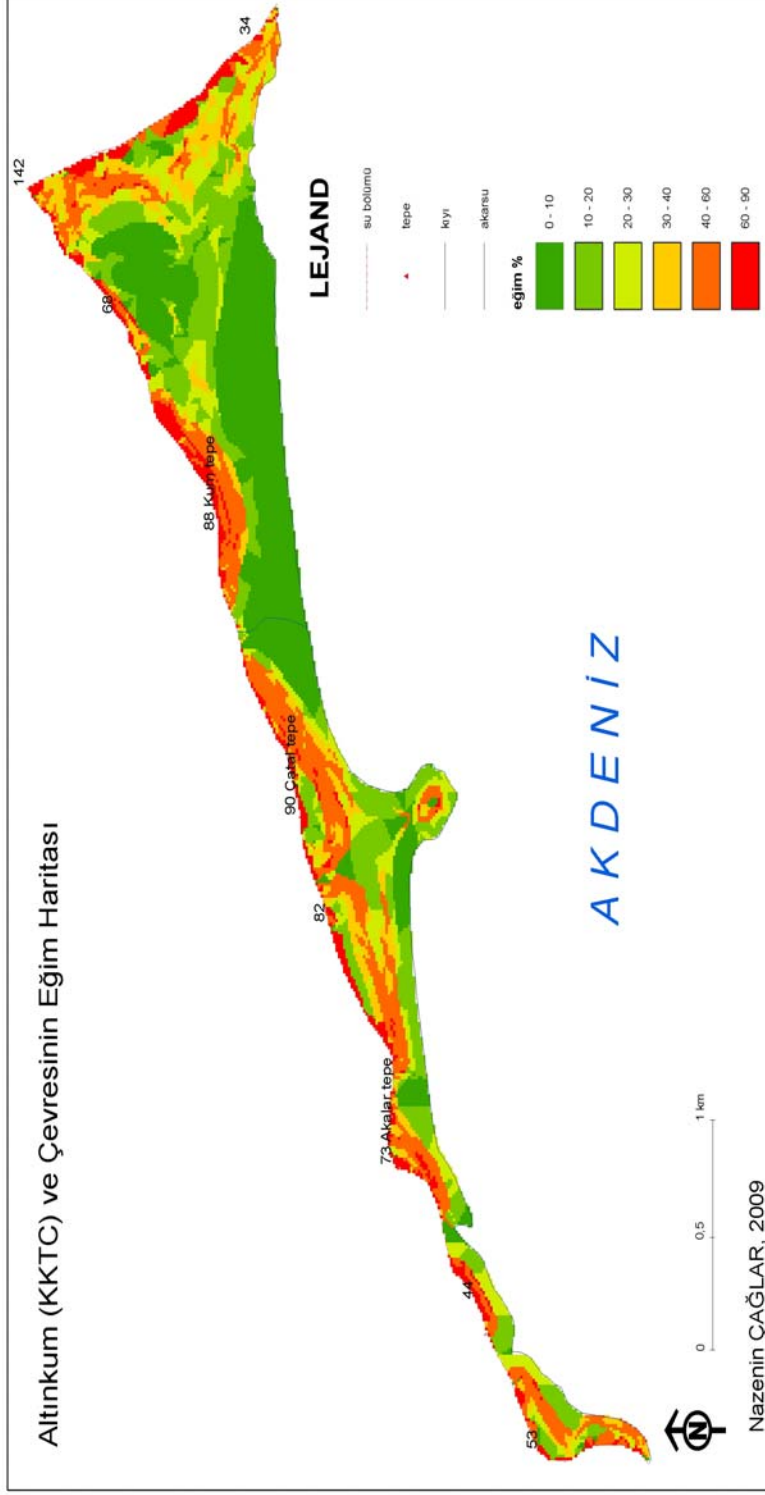 Altınkum (KKTC) ve Çevresinin Eğim Haritası
142
34
68
88 Kum tepe
90 Çatal tepe
82
73 Akalar tepe
44
53
LEJAND
su bölümü
tepe
kıyı
akarsu
eğim %
0 - 10
10 - 20
20 - 30
30 - 40
40 - 60
60 - 90
AKDENİZ
0 0,5 1 km
N
Nazenin ÇAĞLAR, 2009